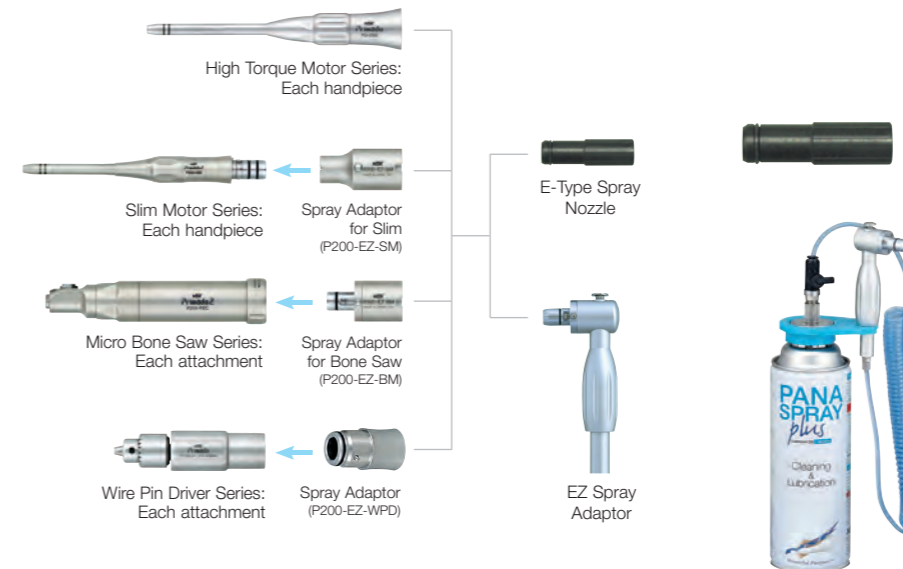 High Torque Motor Series:
Each handpiece
Slim Motor Series:
Each handpiece
Spray Adaptor
for Slim
(P200-EZ-SM)
E-Type Spray
Nozzle
Micro Bone Saw Series:
Each attachment
Spray Adaptor
for Bone Saw
(P200-EZ-BM)
Wire Pin Driver Series:
Each attachment
Spray Adaptor
(P200-EZ-WPD)
EZ Spray
Adaptor
PANA
SPRAY
plus
Cleaning
&
Lubrication